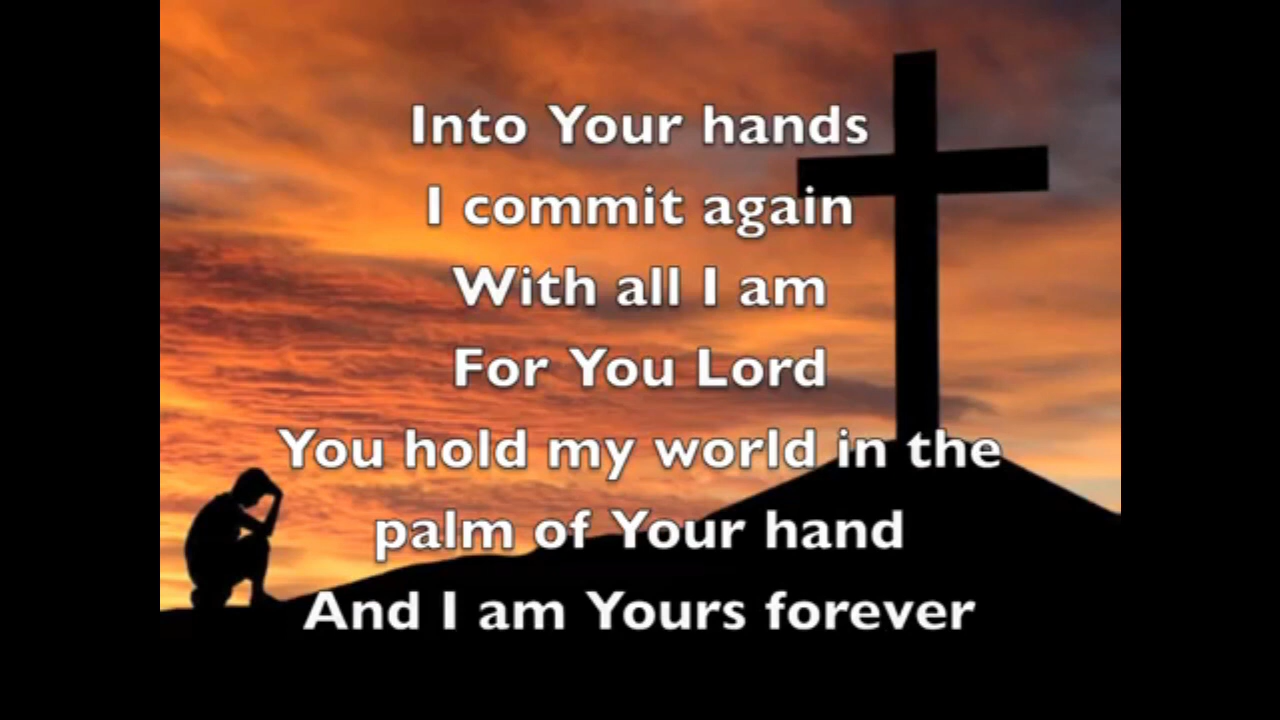 Into Your hands
I commit again
With all I am
For You Lord
You hold my world in the
palm of Your hand
And I am Yours forever